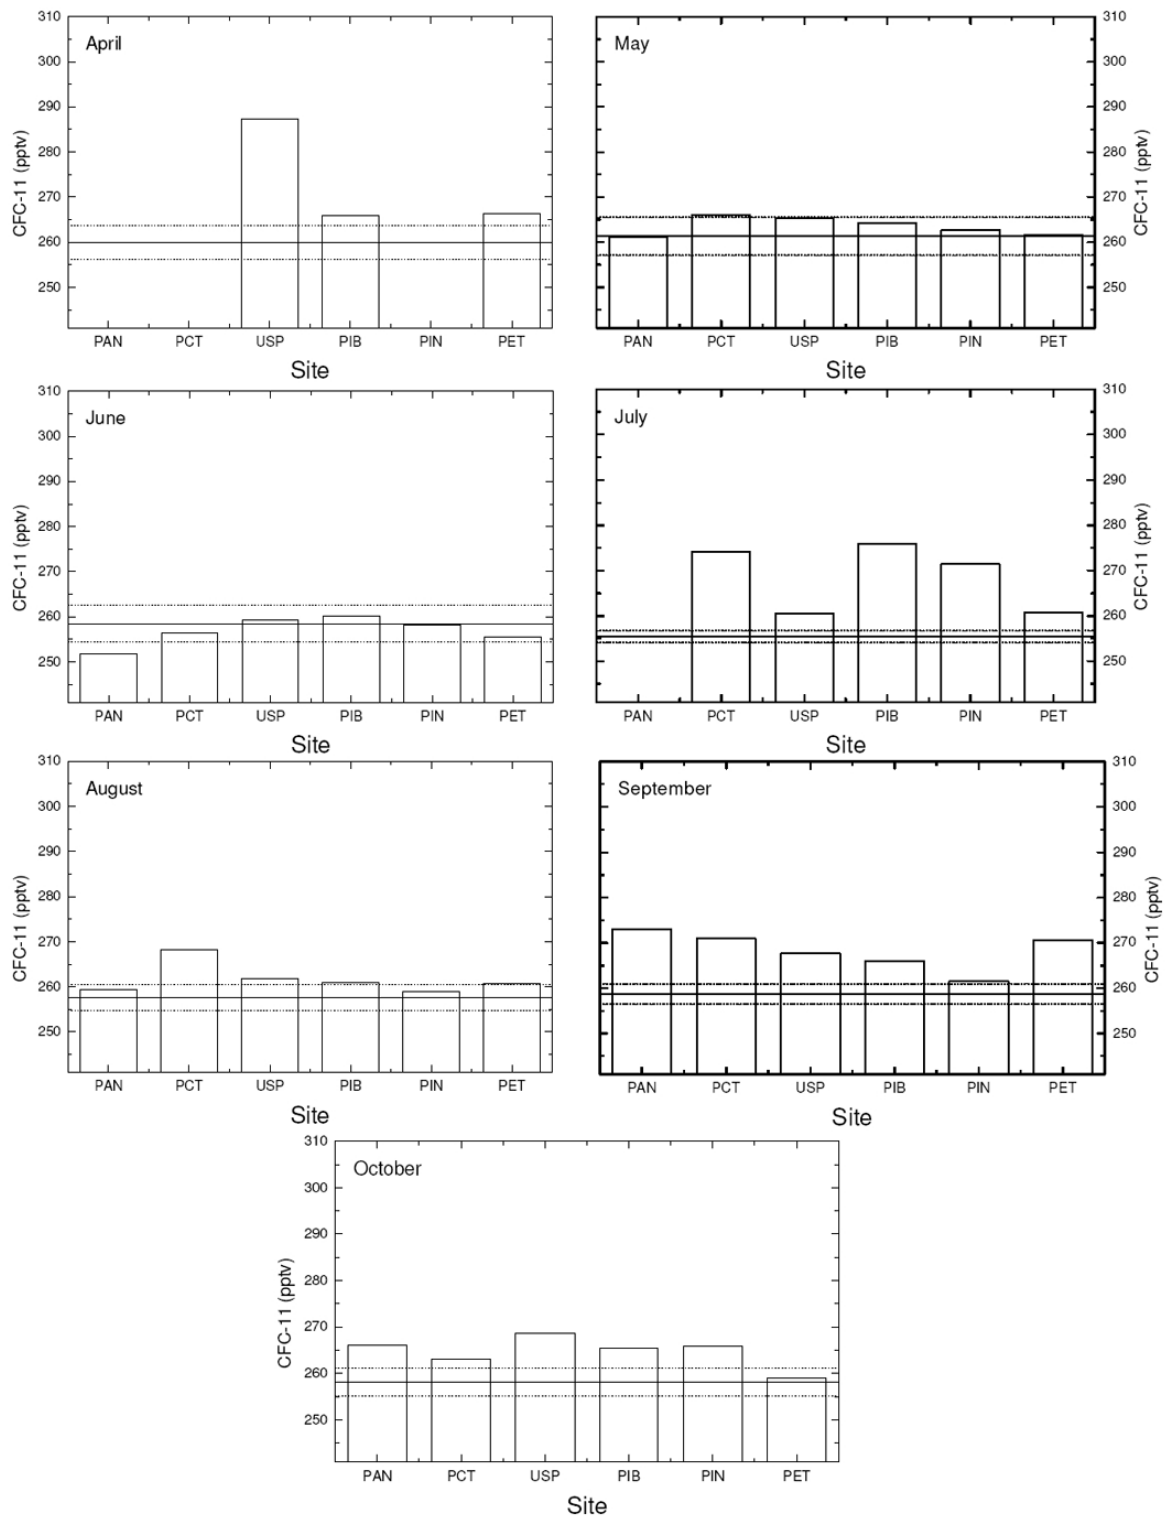 April
310
300
290
280
270
260
250
CFC-11 (pptv)
PAN PCT USP PIB PIN PET
Site
May
310
300
290
280
270
260
250
CFC-11 (pptv)
PAN PCT USP PIB PIN PET
Site
June
310
300
290
280
270
260
250
CFC-11 (pptv)
PAN PCT USP PIB PIN PET
Site
July
310
300
290
280
270
260
250
CFC-11 (pptv)
PAN PCT USP PIB PIN PET
Site
August
310
300
290
280
270
260
250
CFC-11 (pptv)
PAN PCT USP PIB PIN PET
Site
September
310
300
290
280
270
260
250
CFC-11 (pptv)
PAN PCT USP PIB PIN PET
Site
October
310
300
290
280
270
260
250
CFC-11 (pptv)
PAN PCT USP PIB PIN PET
Site